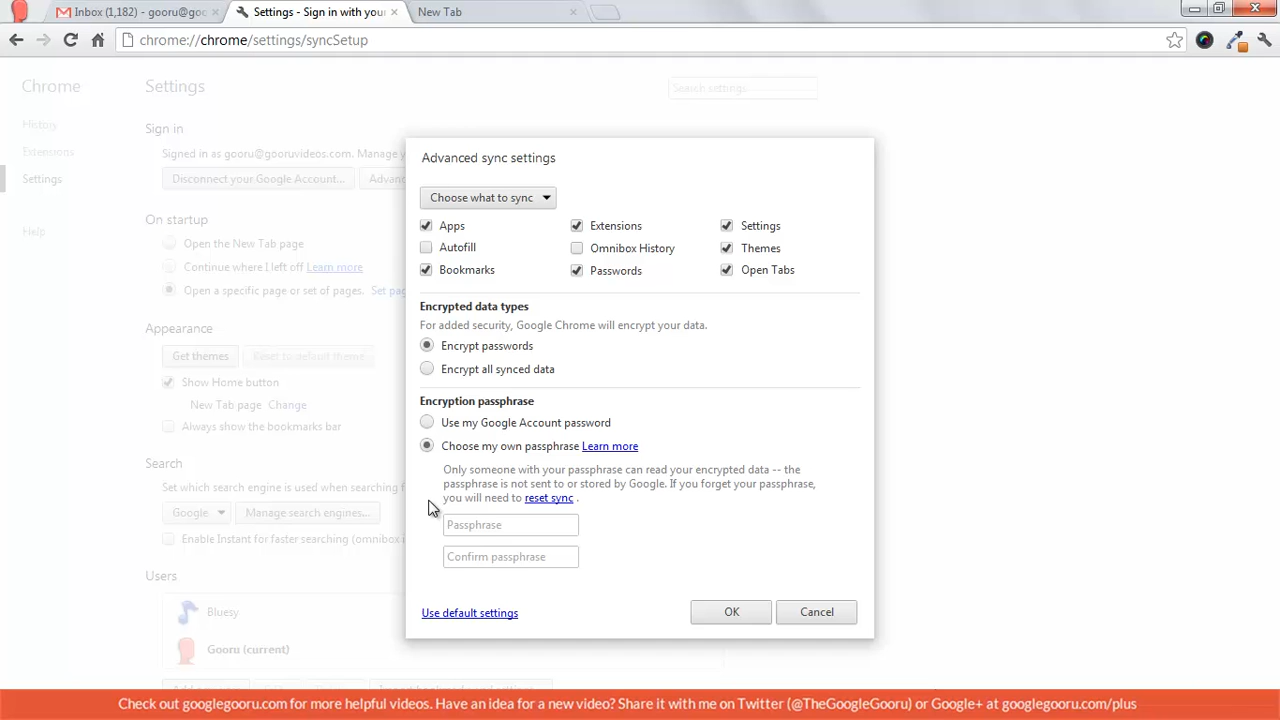 Inbox (1,182) - gooru@goo
Settings - Sign in with your
New Tab
chrome://chrome/settings/syncSetup
Chrome
Settings
Search settings
History
Extensions
Settings
Help
Sign in
Signed in as gooru@gooruvideos.com. Manage y
Disconnect your Google Account...
Advan
On startup
Open the New Tab page
Continue where I left off Learn more
Open a specific page or set of pages. Set pag
Appearance
Get themes
Reset to default theme
Show Home button
New Tab page Change
Always show the bookmarks bar
Search
Set which search engine is used when searching f
Google
Manage search engines...
Enable Instant for faster searching (omnibox i
Users
Bluesy
Gooru (current)
Advanced sync settings
Choose what to sync
Apps
Extensions
Settings
Autofill
Omnibox History
Themes
Bookmarks
Passwords
Open Tabs
Encrypted data types
For added security, Google Chrome will encrypt your data.
Encrypt passwords
Encrypt all synced data
Encryption passphrase
Use my Google Account password
Choose my own passphrase Learn more
Only someone with your passphrase can read your encrypted data -- the
passphrase is not sent to or stored by Google. If you forget your passphrase,
you will need to reset sync .
Passphrase
Confirm passphrase
Use default settings
OK
Cancel
Check out googlegooru.com for more helpful videos. Have an idea for a new video? Share it with me on Twitter (@TheGoogleGooru) or Google+ at googlegooru.com/plus